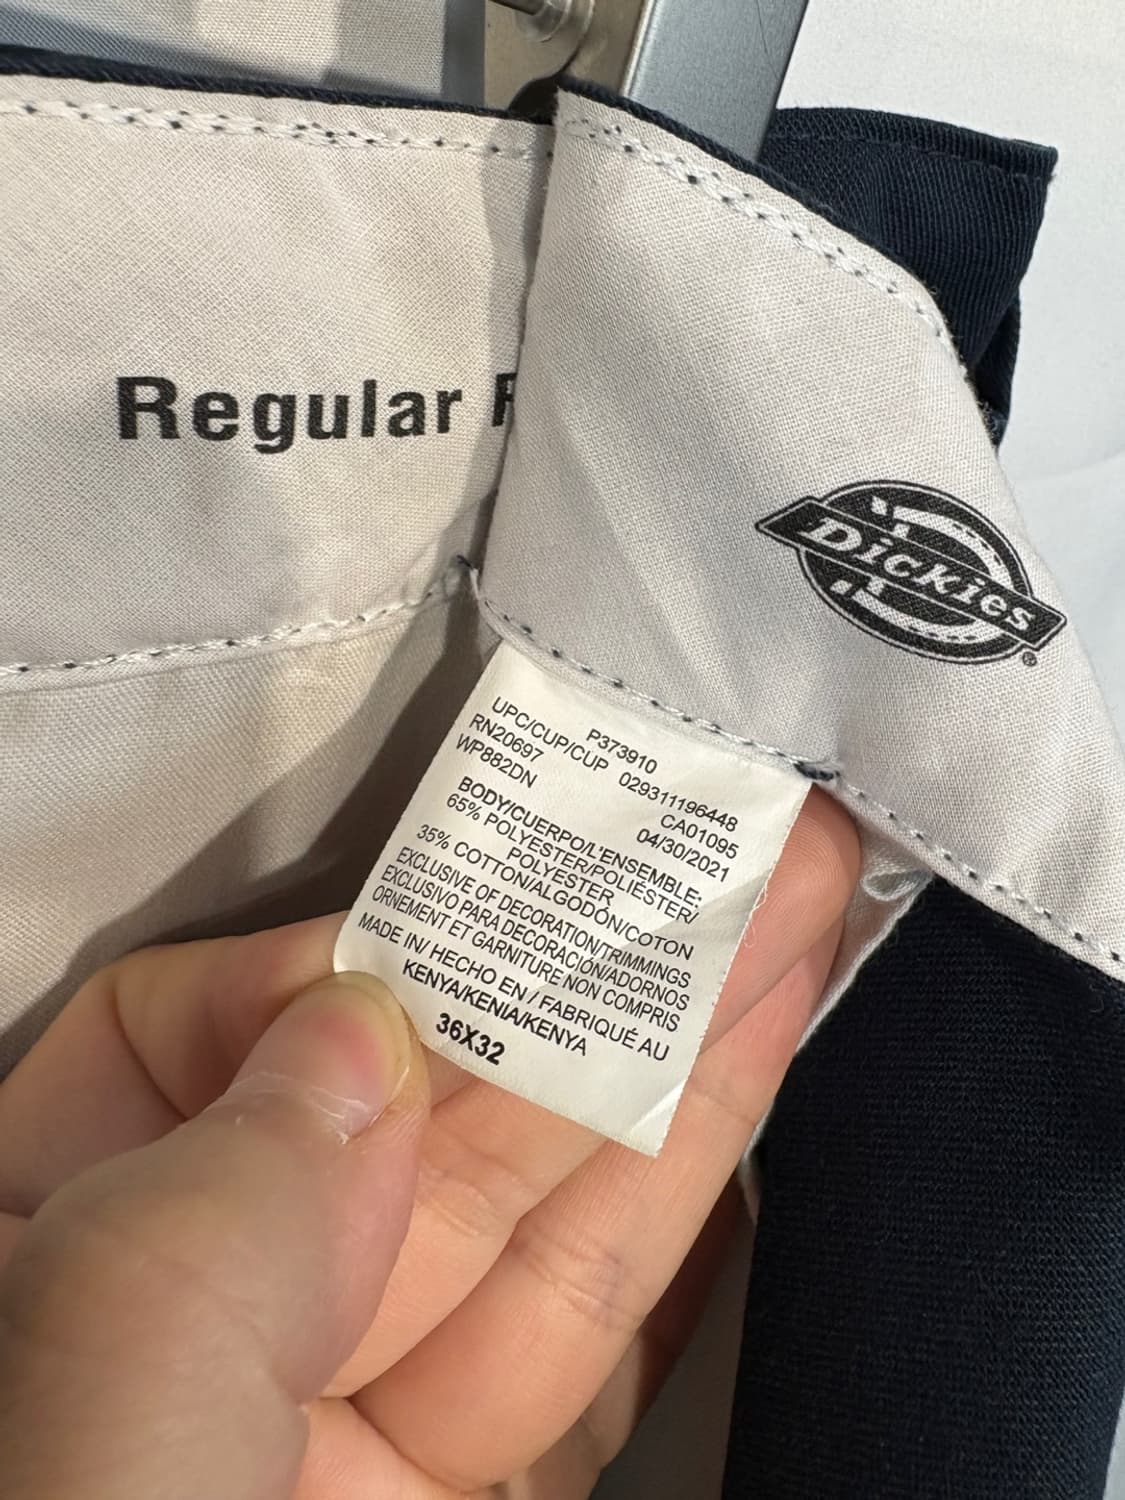 Regular
Dickies
®
P373910
UPC/CUP/CUP 029311196448
RN20697 CA01095
WP882DN 04/30/2021
BODY/CUERPO/L'ENSEMBLE:
65% POLYESTER/POLIÉSTER/
POLYESTER
35% COTTON/ALGODÓN/COTON
EXCLUSIVE OF DECORATION/TRIMMINGS
EXCLUSIVO PARA DECORACIÓN/ADORNOS
ORNEMENT ET GARNITURE NON COMPRIS
MADE IN/ HECHO EN / FABRIQUÉ AU
KENYA/KENIA/KENYA
36X32